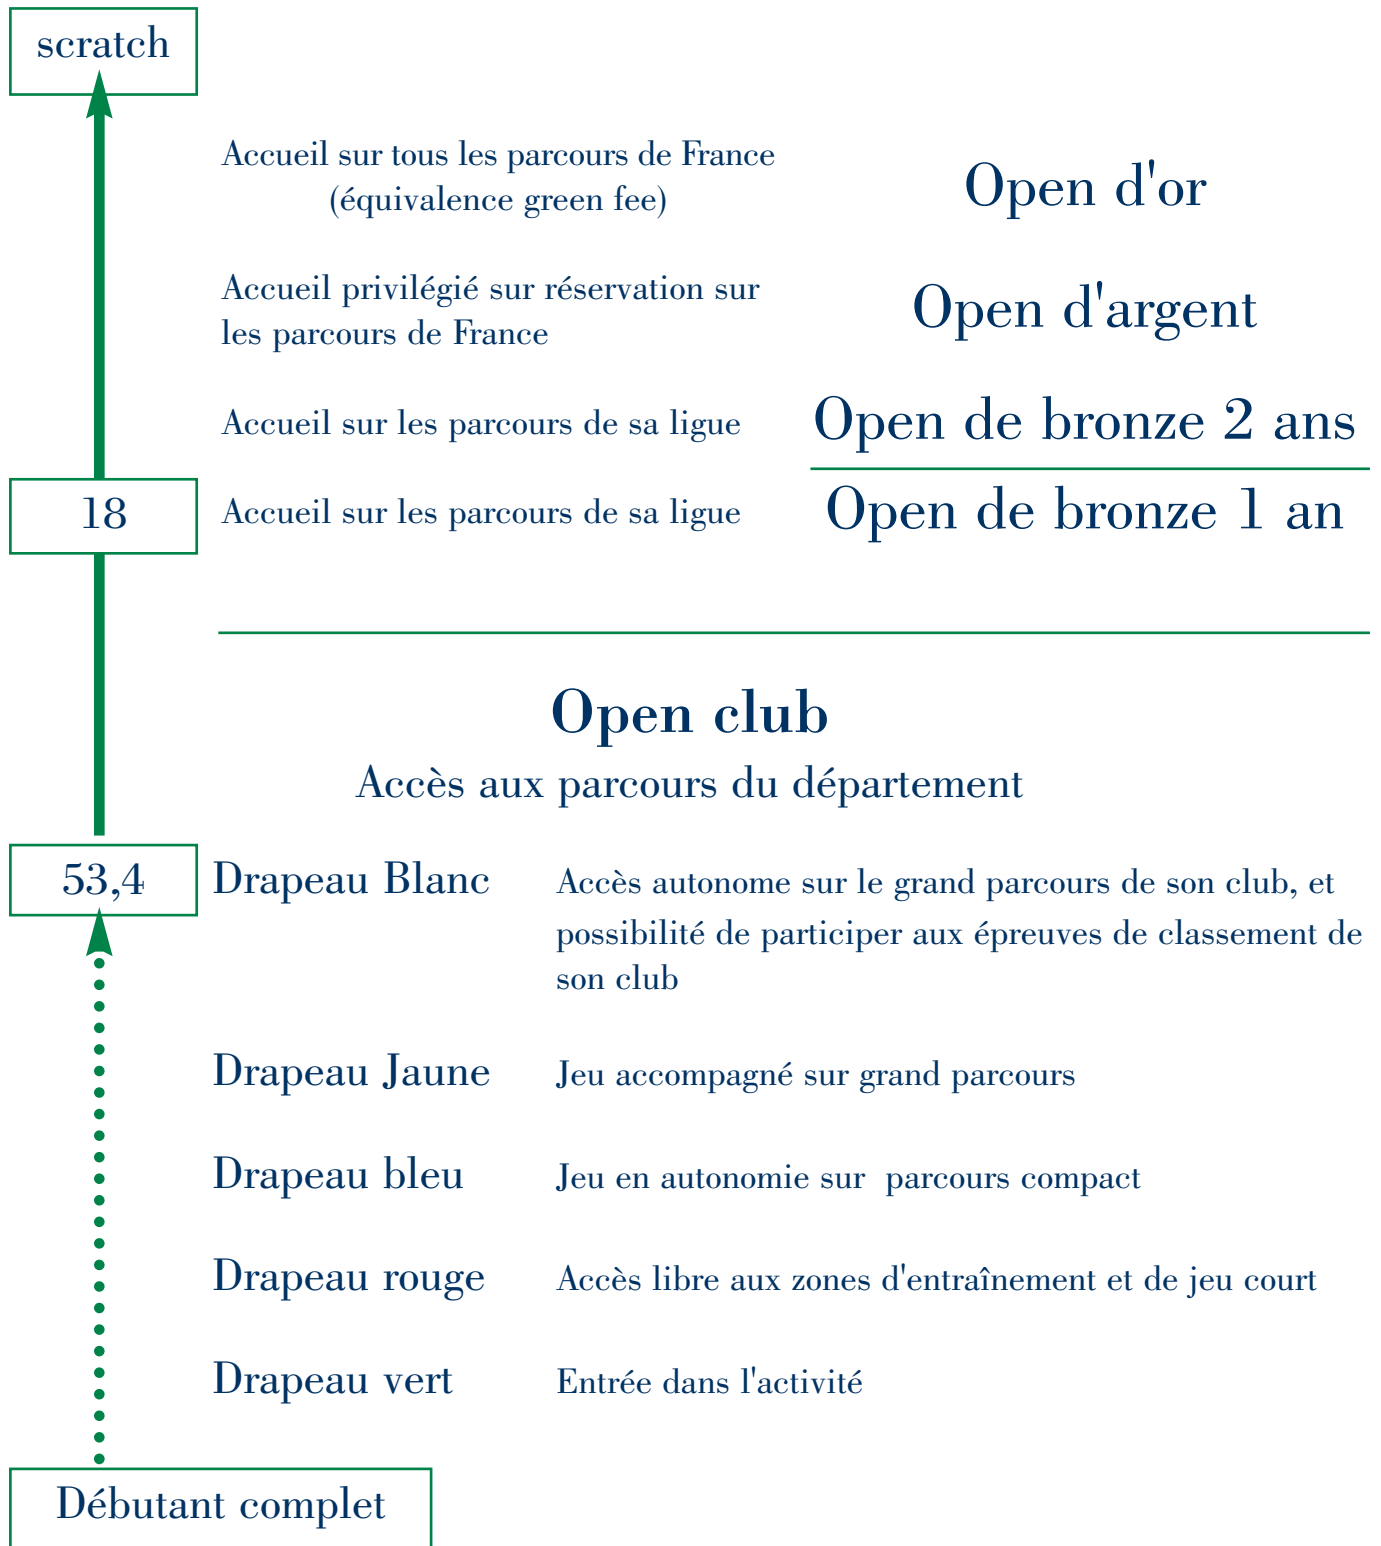 scratch
Accueil sur tous les parcours de France
(équivalence green fee)
Open d'or
Accueil privilégié sur réservation sur
les parcours de France
Open d'argent
Accueil sur les parcours de sa ligue
Open de bronze 2 ans
18
Accueil sur les parcours de sa ligue
Open de bronze 1 an
Open club
Accès aux parcours du département
53,4
Drapeau Blanc
Accès autonome sur le grand parcours de son club, et
possibilité de participer aux épreuves de classement de
son club
Drapeau Jaune
Jeu accompagné sur grand parcours
Drapeau bleu
Jeu en autonomie sur  parcours compact
Drapeau rouge
Accès libre aux zones d'entraînement et de jeu court
Drapeau vert
Entrée dans l'activité
Débutant complet